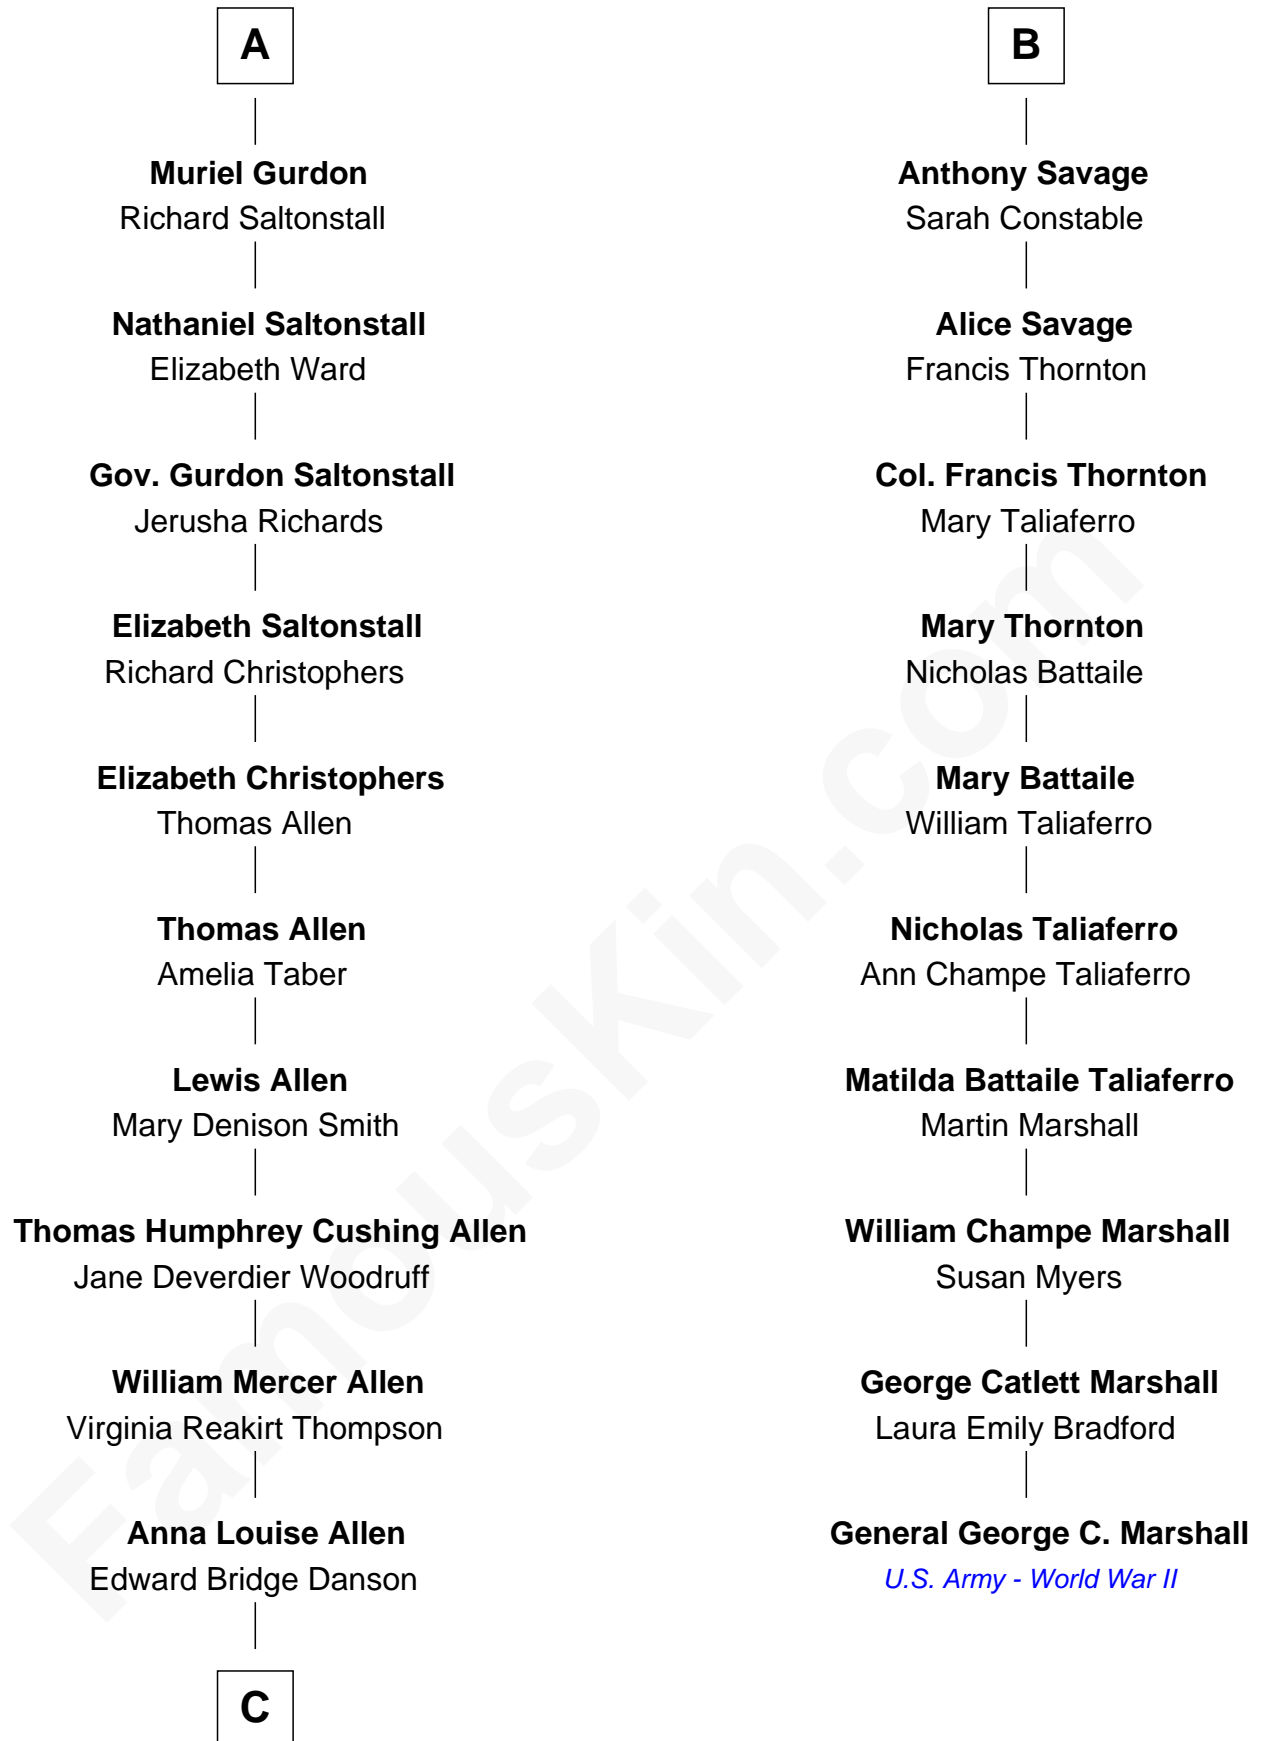 A
Muriel Gurdon
Richard Saltonstall
Nathaniel Saltonstall
Elizabeth Ward
Gov. Gurdon Saltonstall
Jerusha Richards
Elizabeth Saltonstall
Richard Christophers
Elizabeth Christophers
Thomas Allen
Thomas Allen
Amelia Taber
Lewis Allen
Mary Denison Smith
Thomas Humphrey Cushing Allen
Jane Deverdier Woodruff
William Mercer Allen
Virginia Reakirt Thompson
Anna Louise Allen
Edward Bridge Danson
C
B
Anthony Savage
Sarah Constable
Alice Savage
Francis Thornton
Col. Francis Thornton
Mary Taliaferro
Mary Thornton
Nicholas Battaile
Mary Battaile
William Taliaferro
Nicholas Taliaferro
Ann Champe Taliaferro
Matilda Battaile Taliaferro
Martin Marshall
William Champe Marshall
Susan Myers
George Catlett Marshall
Laura Emily Bradford
General George C. Marshall
U.S. Army - World War II
FamousKin.com